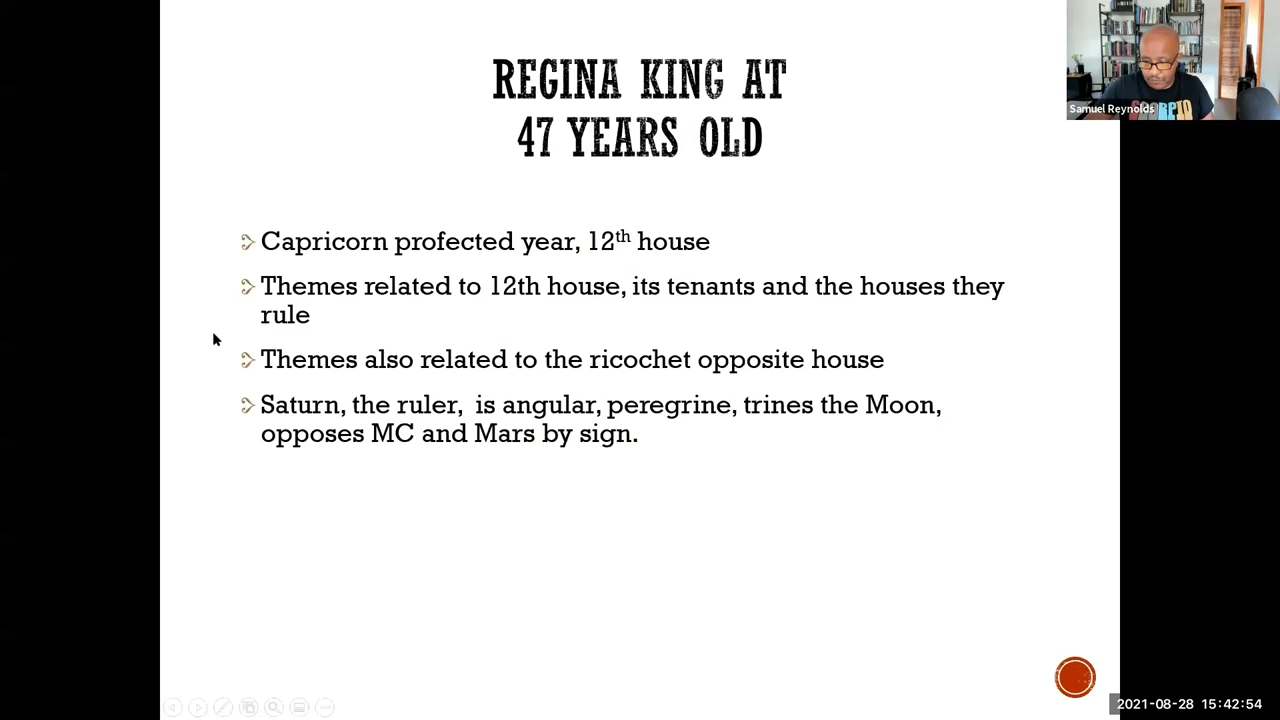 REGINA KING AT
47 YEARS OLD
Samuel Reynolds
Capricorn profected year, 12th house
Themes related to 12th house, its tenants and the houses they
rule
Themes also related to the ricochet opposite house
Saturn, the ruler,  is angular, peregrine, trines the Moon,
opposes MC and Mars by sign.
2021-08-28 15:42:54